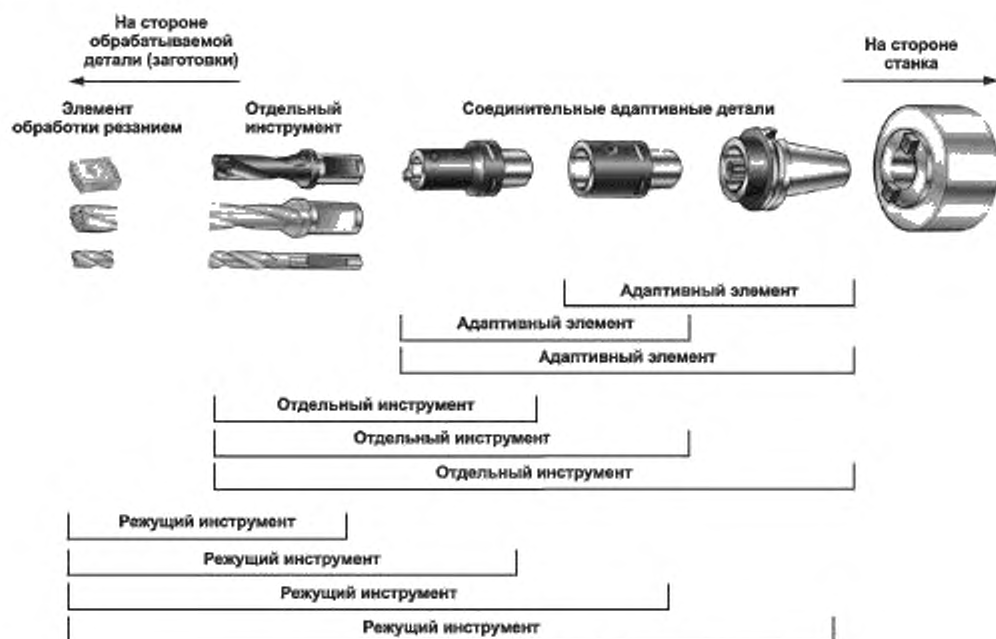 На стороне
обрабатываемой
детали (заготовки)
На стороне
станка
Элемент
обработки резанием
Отдельный
инструмент
Соединительные адаптивные детали
Адаптивный элемент
Адаптивный элемент
Адаптивный элемент
Отдельный инструмент
Отдельный инструмент
Отдельный инструмент
Режущий инструмент
Режущий инструмент
Режущий инструмент
Режущий инструмент